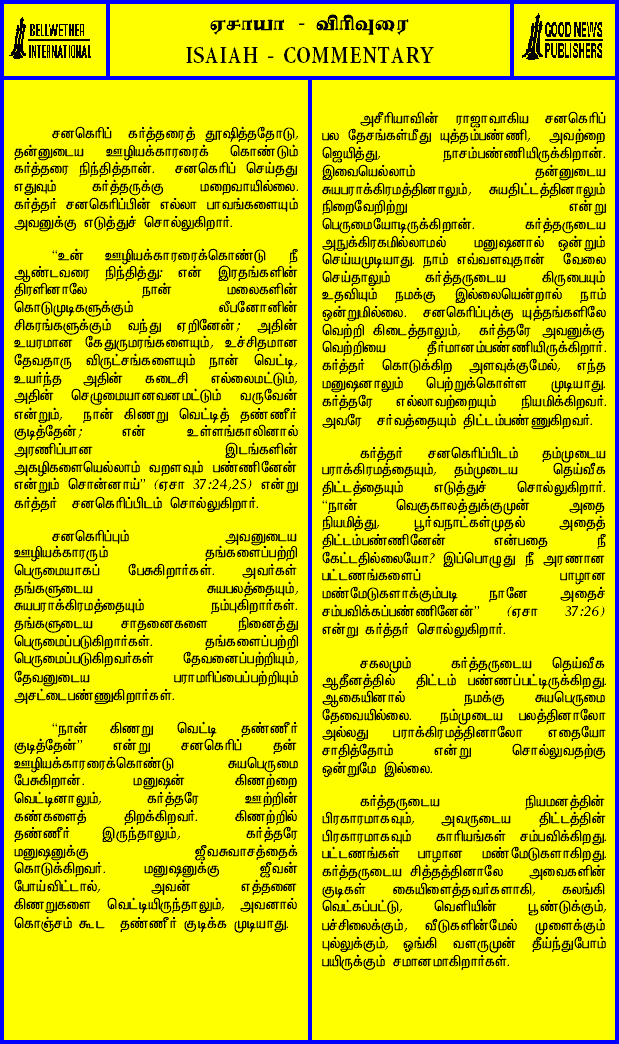 BELLWETHER
INTERNATIONAL
ஏசாயா - விரிவுரை
ISAIAH - COMMENTARY
GOOD NEWS
PUBLISHERS
சனகெரிப் கர்த்தரைத் தூஷித்ததோடு,
தன்னுடைய ஊழியக்காரரைக் கொண்டும்
கர்த்தரை நிந்தித்தான். சனகெரிப் செய்தது
எதுவும் கர்த்தருக்கு மறைவாயில்லை.
கர்த்தர் சனகெரிப்பின் எல்லா பாவங்களையும்
அவனுக்கு எடுத்துச் சொல்லுகிறார்.
“உன் ஊழியக்காரரைக்கொண்டு நீ
ஆண்டவரை நிந்தித்து: என் இரதங்களின்
திரளினாலே நான் மலைகளின்
கொடுமுடிகளுக்கும் லீபனோனின்
சிகரங்களுக்கும் வந்து ஏறினேன்; அதின்
உயரமான கேதுருமரங்களையும், உச்சிதமான
தேவதாரு விருட்சங்களையும் நான் வெட்டி,
உயர்ந்த அதின் கடைசி எல்லைமட்டும்,
அதின் செழுமையானவனமட்டும் வருவேன்
என்றும், நான் கிணறு வெட்டித் தண்ணீர்
குடித்தேன்; என் உள்ளங்காலினால்
அரணிப்பான இடங்களின்
அகழிகளையெல்லாம் வறளவும் பண்ணினேன்
என்றும் சொன்னாய்” (ஏசா 37:24,25) என்று
கர்த்தர் சனகெரிப்பிடம் சொல்லுகிறார்.
சனகெரிப்பும் அவனுடைய
ஊழியக்காரரும் தங்களைப்பற்றி
பெருமையாகப் பேசுகிறார்கள். அவர்கள்
தங்களுடைய சுயபலத்தையும்,
சுயபராக்கிரமத்தையும் நம்புகிறார்கள்.
தங்களுடைய சாதனைகளை நினைத்து
பெருமைப்படுகிறார்கள். தங்களைப்பற்றி
பெருமைப்படுகிறவர்கள் தேவனைப்பற்றியும்,
தேவனுடைய பராமரிப்பைப்பற்றியும்
அசட்டைபண்ணுகிறார்கள்.
“நான் கிணறு வெட்டி தண்ணீர்
குடித்தேன்” என்று சனகெரிப் தன்
ஊழியக்காரரைக்கொண்டு சுயபெருமை
பேசுகிறான். மனுஷன் கிணற்றை
வெட்டினாலும், கர்த்தரே ஊற்றின்
கண்களைத் திறக்கிறவர். கிணற்றில்
தண்ணீர் இருந்தாலும், கர்த்தரே
மனுஷனுக்கு ஜீவசுவாசத்தைக்
கொடுக்கிறவர். மனுஷனுக்கு ஜீவன்
போய்விட்டால், அவன் எத்தனை
கிணறுகளை வெட்டியிருந்தாலும், அவனால்
கொஞ்சம் கூட தண்ணீர் குடிக்க முடியாது.
அசீரியாவின் ராஜாவாகிய சனகெரிப்
பல தேசங்கள்மீது யுத்தம்பண்ணி, அவற்றை
ஜெயித்து, நாசம்பண்ணியிருக்கிறான்.
இவையெல்லாம் தன்னுடைய
சுயபராக்கிரமத்தினாலும், சுயதிட்டத்தினாலும்
நிறைவேறிற்று என்று
பெருமையோடிருக்கிறான். கர்த்தருடைய
அநுக்கிரகமில்லாமல் மனுஷனால் ஒன்றும்
செய்யமுடியாது. நாம் எவ்வளவுதான் வேலை
செய்தாலும் கர்த்தருடைய கிருபையும்
உதவியும் நமக்கு இல்லையென்றால் நாம்
ஒன்றுமில்லை. சனகெரிப்புக்கு யுத்தங்களிலே
வெற்றி கிடைத்தாலும், கர்த்தரே அவனுக்கு
வெற்றியை தீர்மானம்பண்ணியிருக்கிறார்.
கர்த்தர் கொடுக்கிற அளவுக்குமேல், எந்த
மனுஷனாலும் பெற்றுக்கொள்ள முடியாது.
கர்த்தரே எல்லாவற்றையும் நியமிக்கிறவர்.
அவரே சர்வத்தையும் திட்டம்பண்ணுகிறவர்.
கர்த்தர் சனகெரிப்பிடம் தம்முடைய
பராக்கிரமத்தையும், தம்முடைய தெய்வீக
திட்டத்தையும் எடுத்துச் சொல்லுகிறார்.
“நான் வெகுகாலத்துக்குமுன் அதை
நியமித்து, பூர்வநாட்கள்முதல் அதைத்
திட்டம்பண்ணினேன் என்பதை நீ
கேட்டதில்லையோ? இப்பொழுது நீ அரணான
பட்டணங்களைப் பாழான
மண்மேடுகளாக்கும்படி நானே அதைச்
சம்பவிக்கப்பண்ணினேன்” (ஏசா 37:26)
என்று கர்த்தர் சொல்லுகிறார்.
சகலமும் கர்த்தருடைய தெய்வீக
ஆதீனத்தில் திட்டம் பண்ணப்பட்டிருக்கிறது.
ஆகையினால் நமக்கு சுயபெருமை
தேவையில்லை. நம்முடைய பலத்தினாலோ
அல்லது பராக்கிரமத்தினாலோ எதையோ
சாதித்தோம் என்று சொல்லுவதற்கு
ஒன்றுமே இல்லை.
கர்த்தருடைய நியமனத்தின்
பிரகாரமாகவும், அவருடைய திட்டத்தின்
பிரகாரமாகவும் காரியங்கள் சம்பவிக்கிறது.
பட்டணங்கள் பாழான மண்மேடுகளாகிறது.
கர்த்தருடைய சித்தத்தினாலே அவைகளின்
குடிகள் கையிளைத்தவர்களாகி, கலங்கி
வெட்கப்பட்டு, வெளியின் பூண்டுக்கும்,
பச்சிலைக்கும், வீடுகளின்மேல் முளைக்கும்
புல்லுக்கும், ஓங்கி வளருமுன் தீய்ந்துபோம்
பயிருக்கும் சமானமாகிறார்கள்.